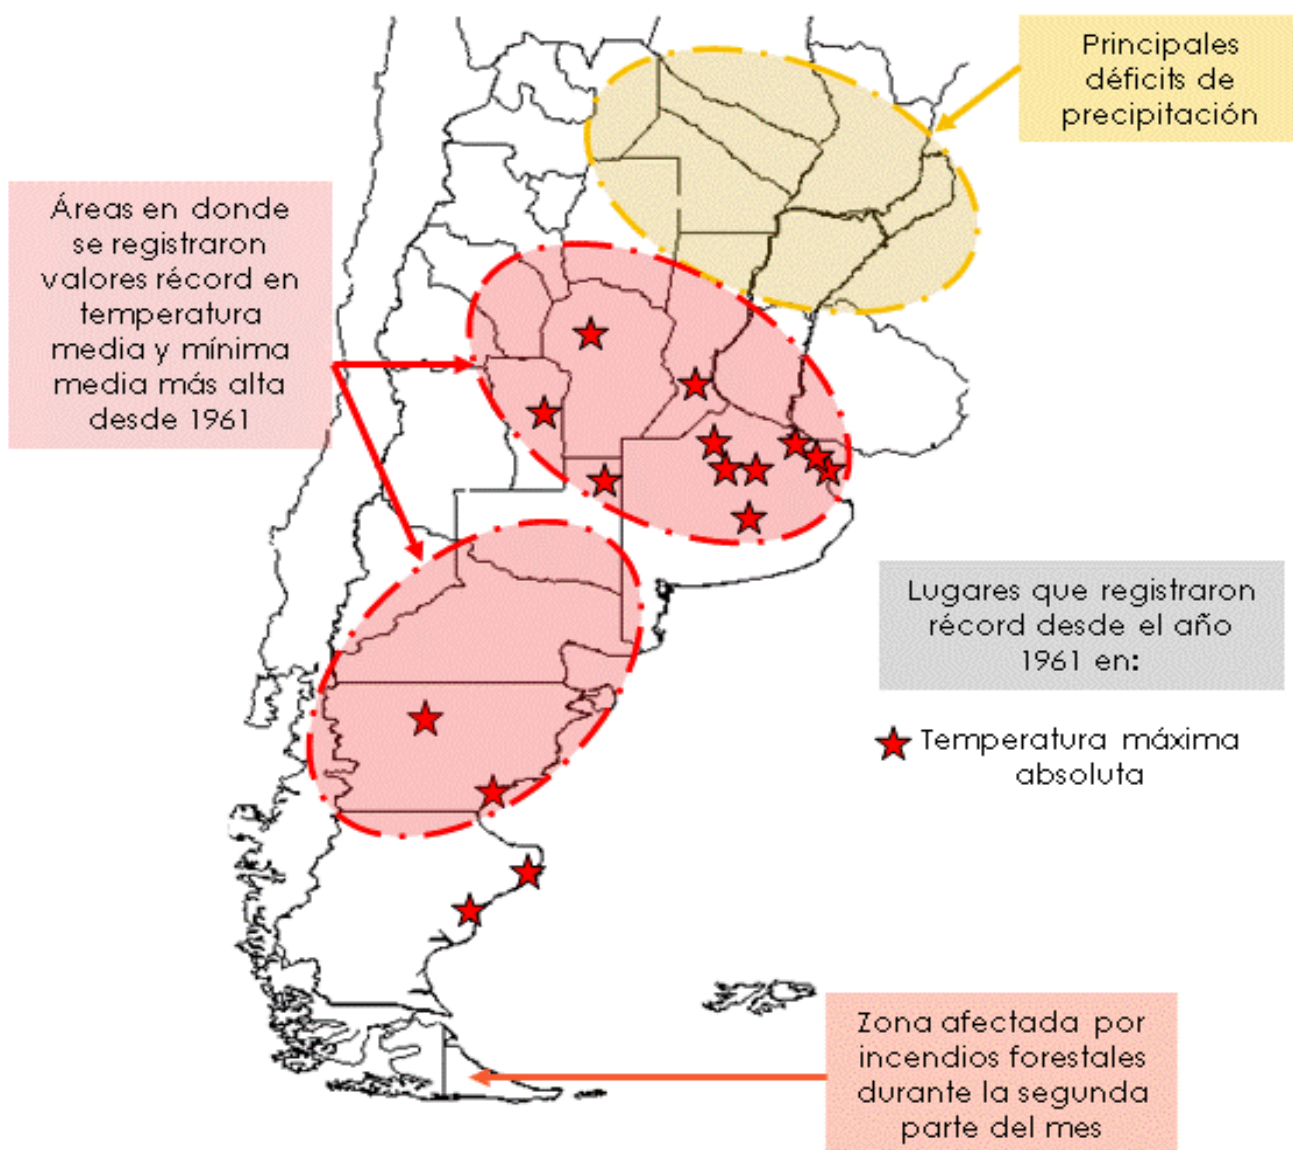 Principales
déficits de
precipitación
Áreas en donde
se registraron
valores récord en
temperatura
media y mínima
media más alta
desde 1961
Lugares que registraron
récord desde el año
1961 en:
Temperatura máxima
absoluta
Zona afectada por
incendios forestales
durante la segunda
parte del mes